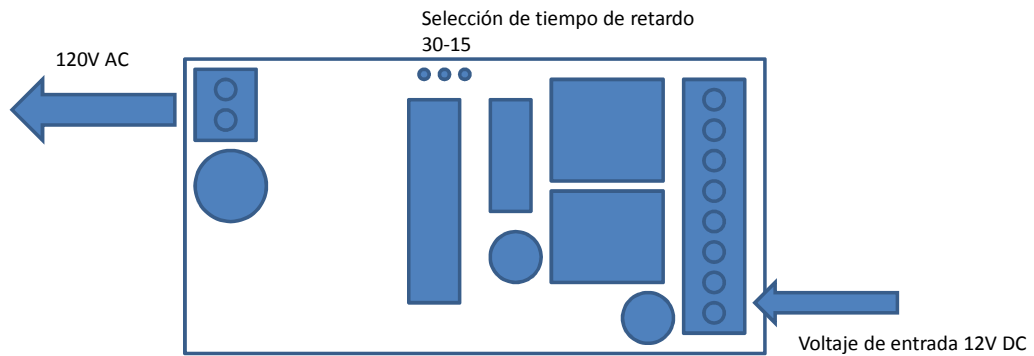 Selección de tiempo de retardo
30-15
120V AC
Voltaje de entrada 12V DC